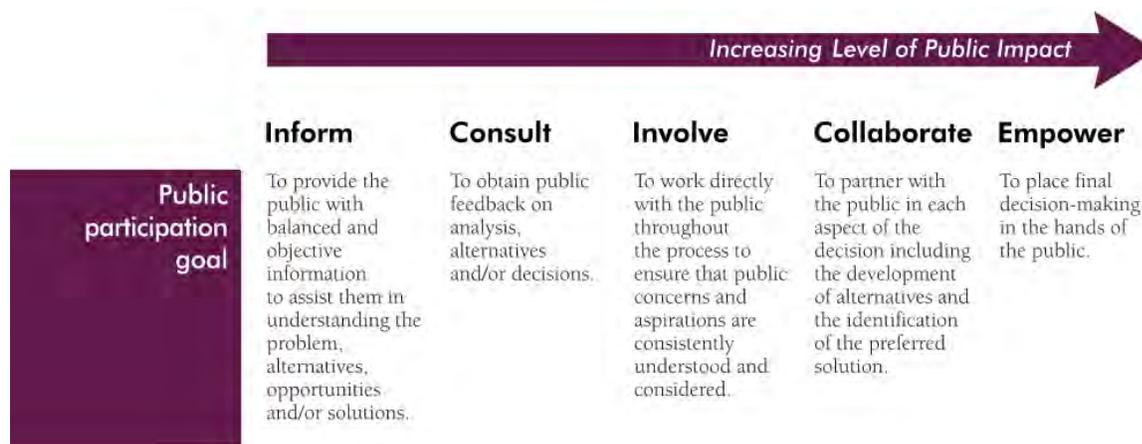 Increasing Level of Public Impact
Inform
Consult
Involve
Collaborate
Empower
Public
participation
goal
To provide the
public with
balanced and
objective
information
to assist them in
understanding the
problem,
alternatives,
opportunities
and/or solutions.
To obtain public
feedback on
analysis,
alternatives
and/or decisions.
To work directly
with the public
throughout
the process to
ensure that public
concerns and
aspirations are
consistently
understood and
considered.
To partner with
the public in each
aspect of the
decision including
the development
of alternatives and
the identification
of the preferred
solution.
To place final
decision-making
in the hands of
the public.